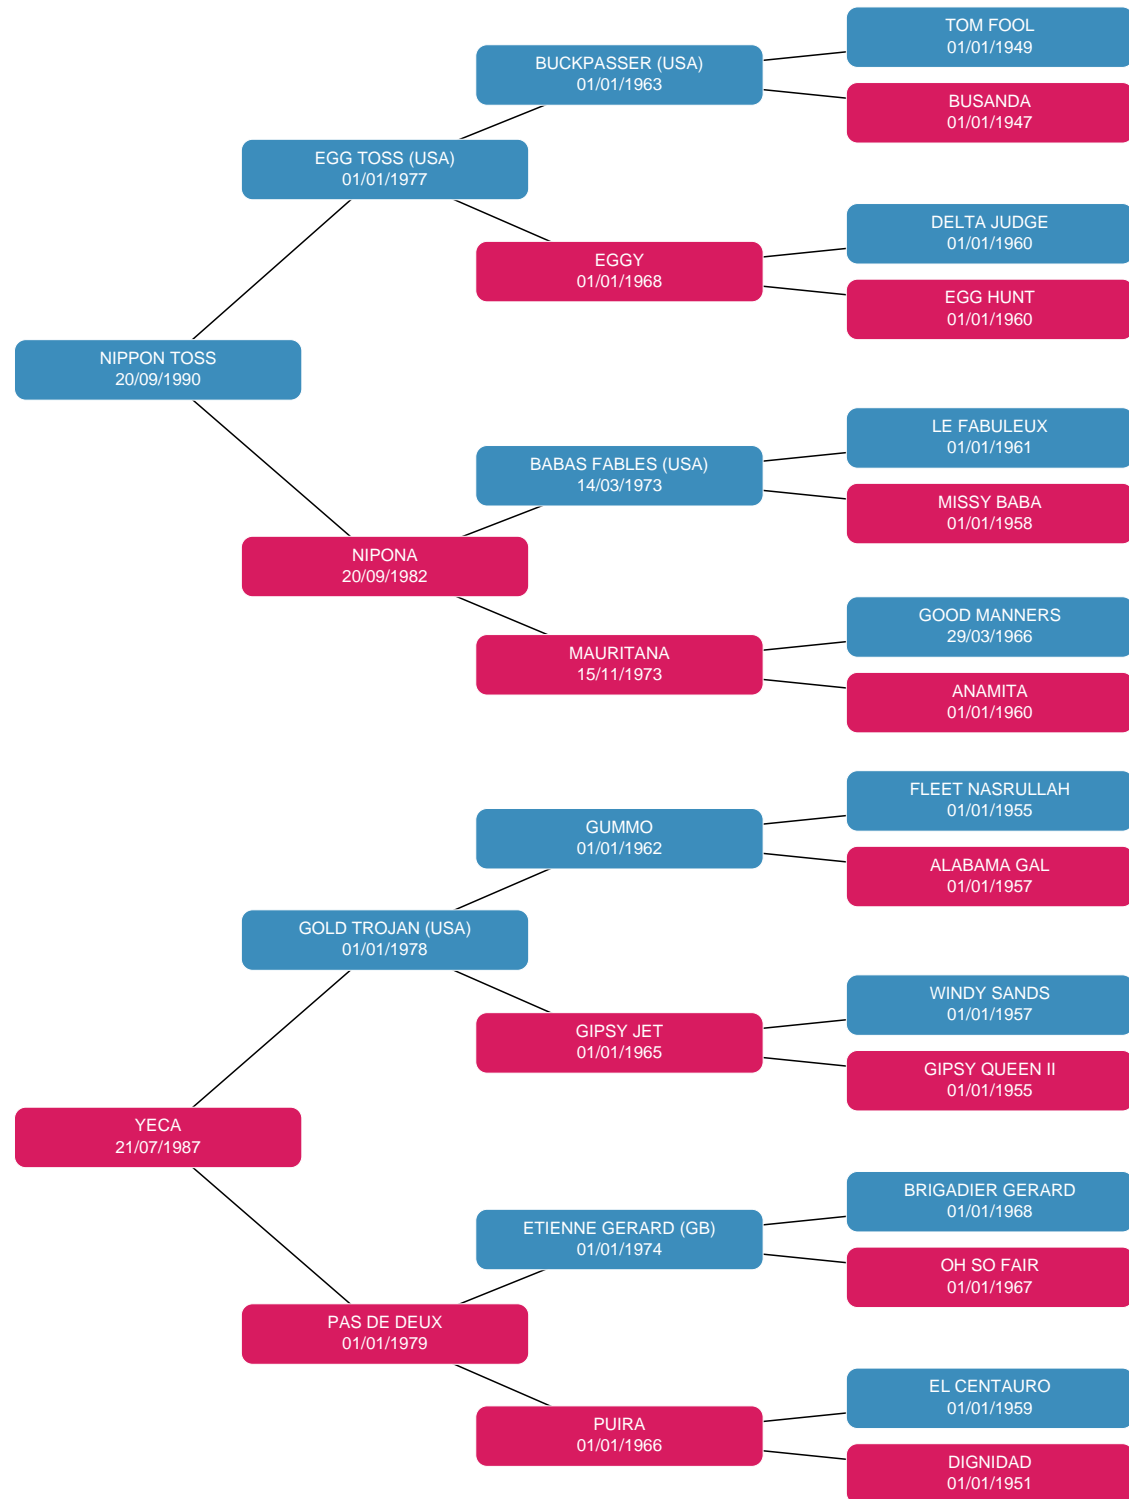 TOM FOOL
01/01/1949
BUCKPASSER (USA)
01/01/1963
BUSANDA
01/01/1947
EGG TOSS (USA)
01/01/1977
DELTA JUDGE
01/01/1960
EGGY
01/01/1968
EGG HUNT
01/01/1960
NIPPON TOSS
20/09/1990
LE FABULEUX
01/01/1961
BABAS FABLES (USA)
14/03/1973
MISSY BABA
01/01/1958
NIPONA
20/09/1982
GOOD MANNERS
29/03/1966
MAURITANA
15/11/1973
ANAMITA
01/01/1960
FLEET NASRULLAH
01/01/1955
GUMMO
01/01/1962
ALABAMA GAL
01/01/1957
GOLD TROJAN (USA)
01/01/1978
WINDY SANDS
01/01/1957
GIPSY JET
01/01/1965
GIPSY QUEEN II
01/01/1955
YECA
21/07/1987
BRIGADIER GERARD
01/01/1968
ETIENNE GERARD (GB)
01/01/1974
OH SO FAIR
01/01/1967
PAS DE DEUX
01/01/1979
EL CENTAURO
01/01/1959
PUIRA
01/01/1966
DIGNIDAD
01/01/1951